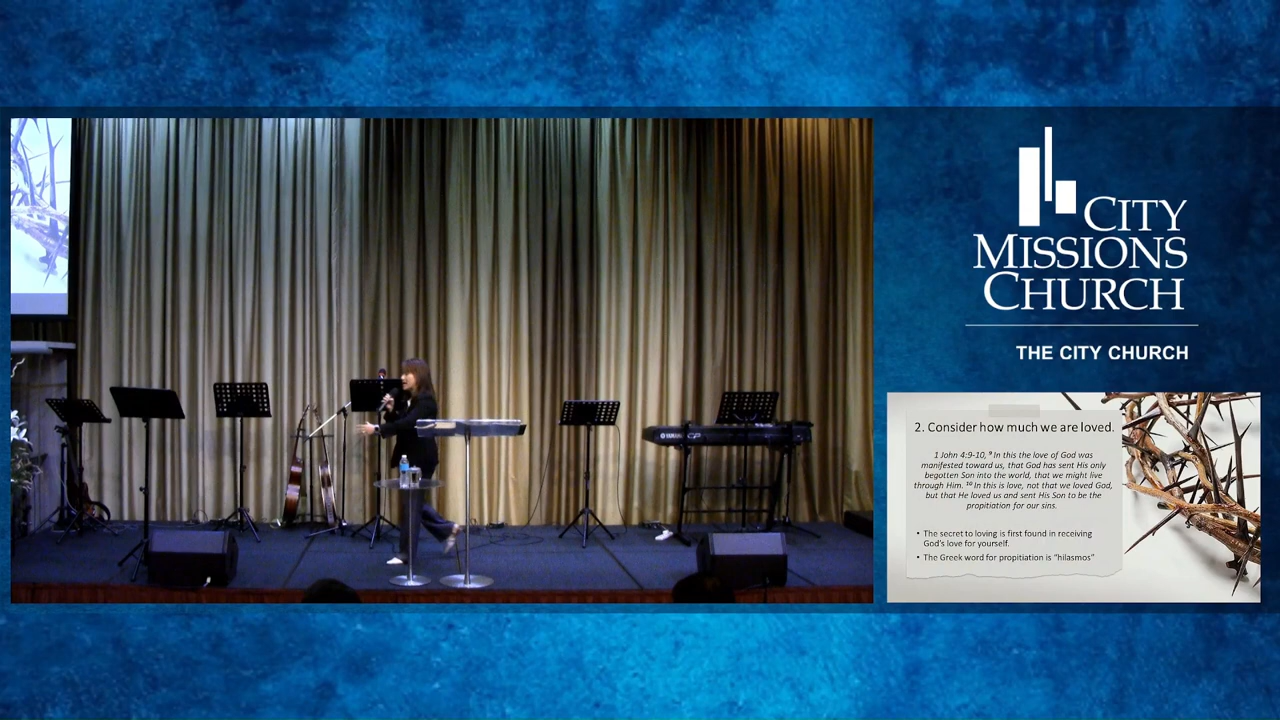 CITY
MISSIONS
CHURCH
THE CITY CHURCH
2. Consider how much we are loved.
1 John 4:9-10, ⁹ In this the love of God was
manifested toward us, that God has sent His only
begotten Son into the world, that we might live
through Him. ¹⁰ In this is love, not that we loved God,
but that He loved us and sent His Son to be the
propitiation for our sins.
• The secret to loving is first found in receiving
God's love for yourself.
• The Greek word for propitiation is "hilasmos"
YAMAHA CP